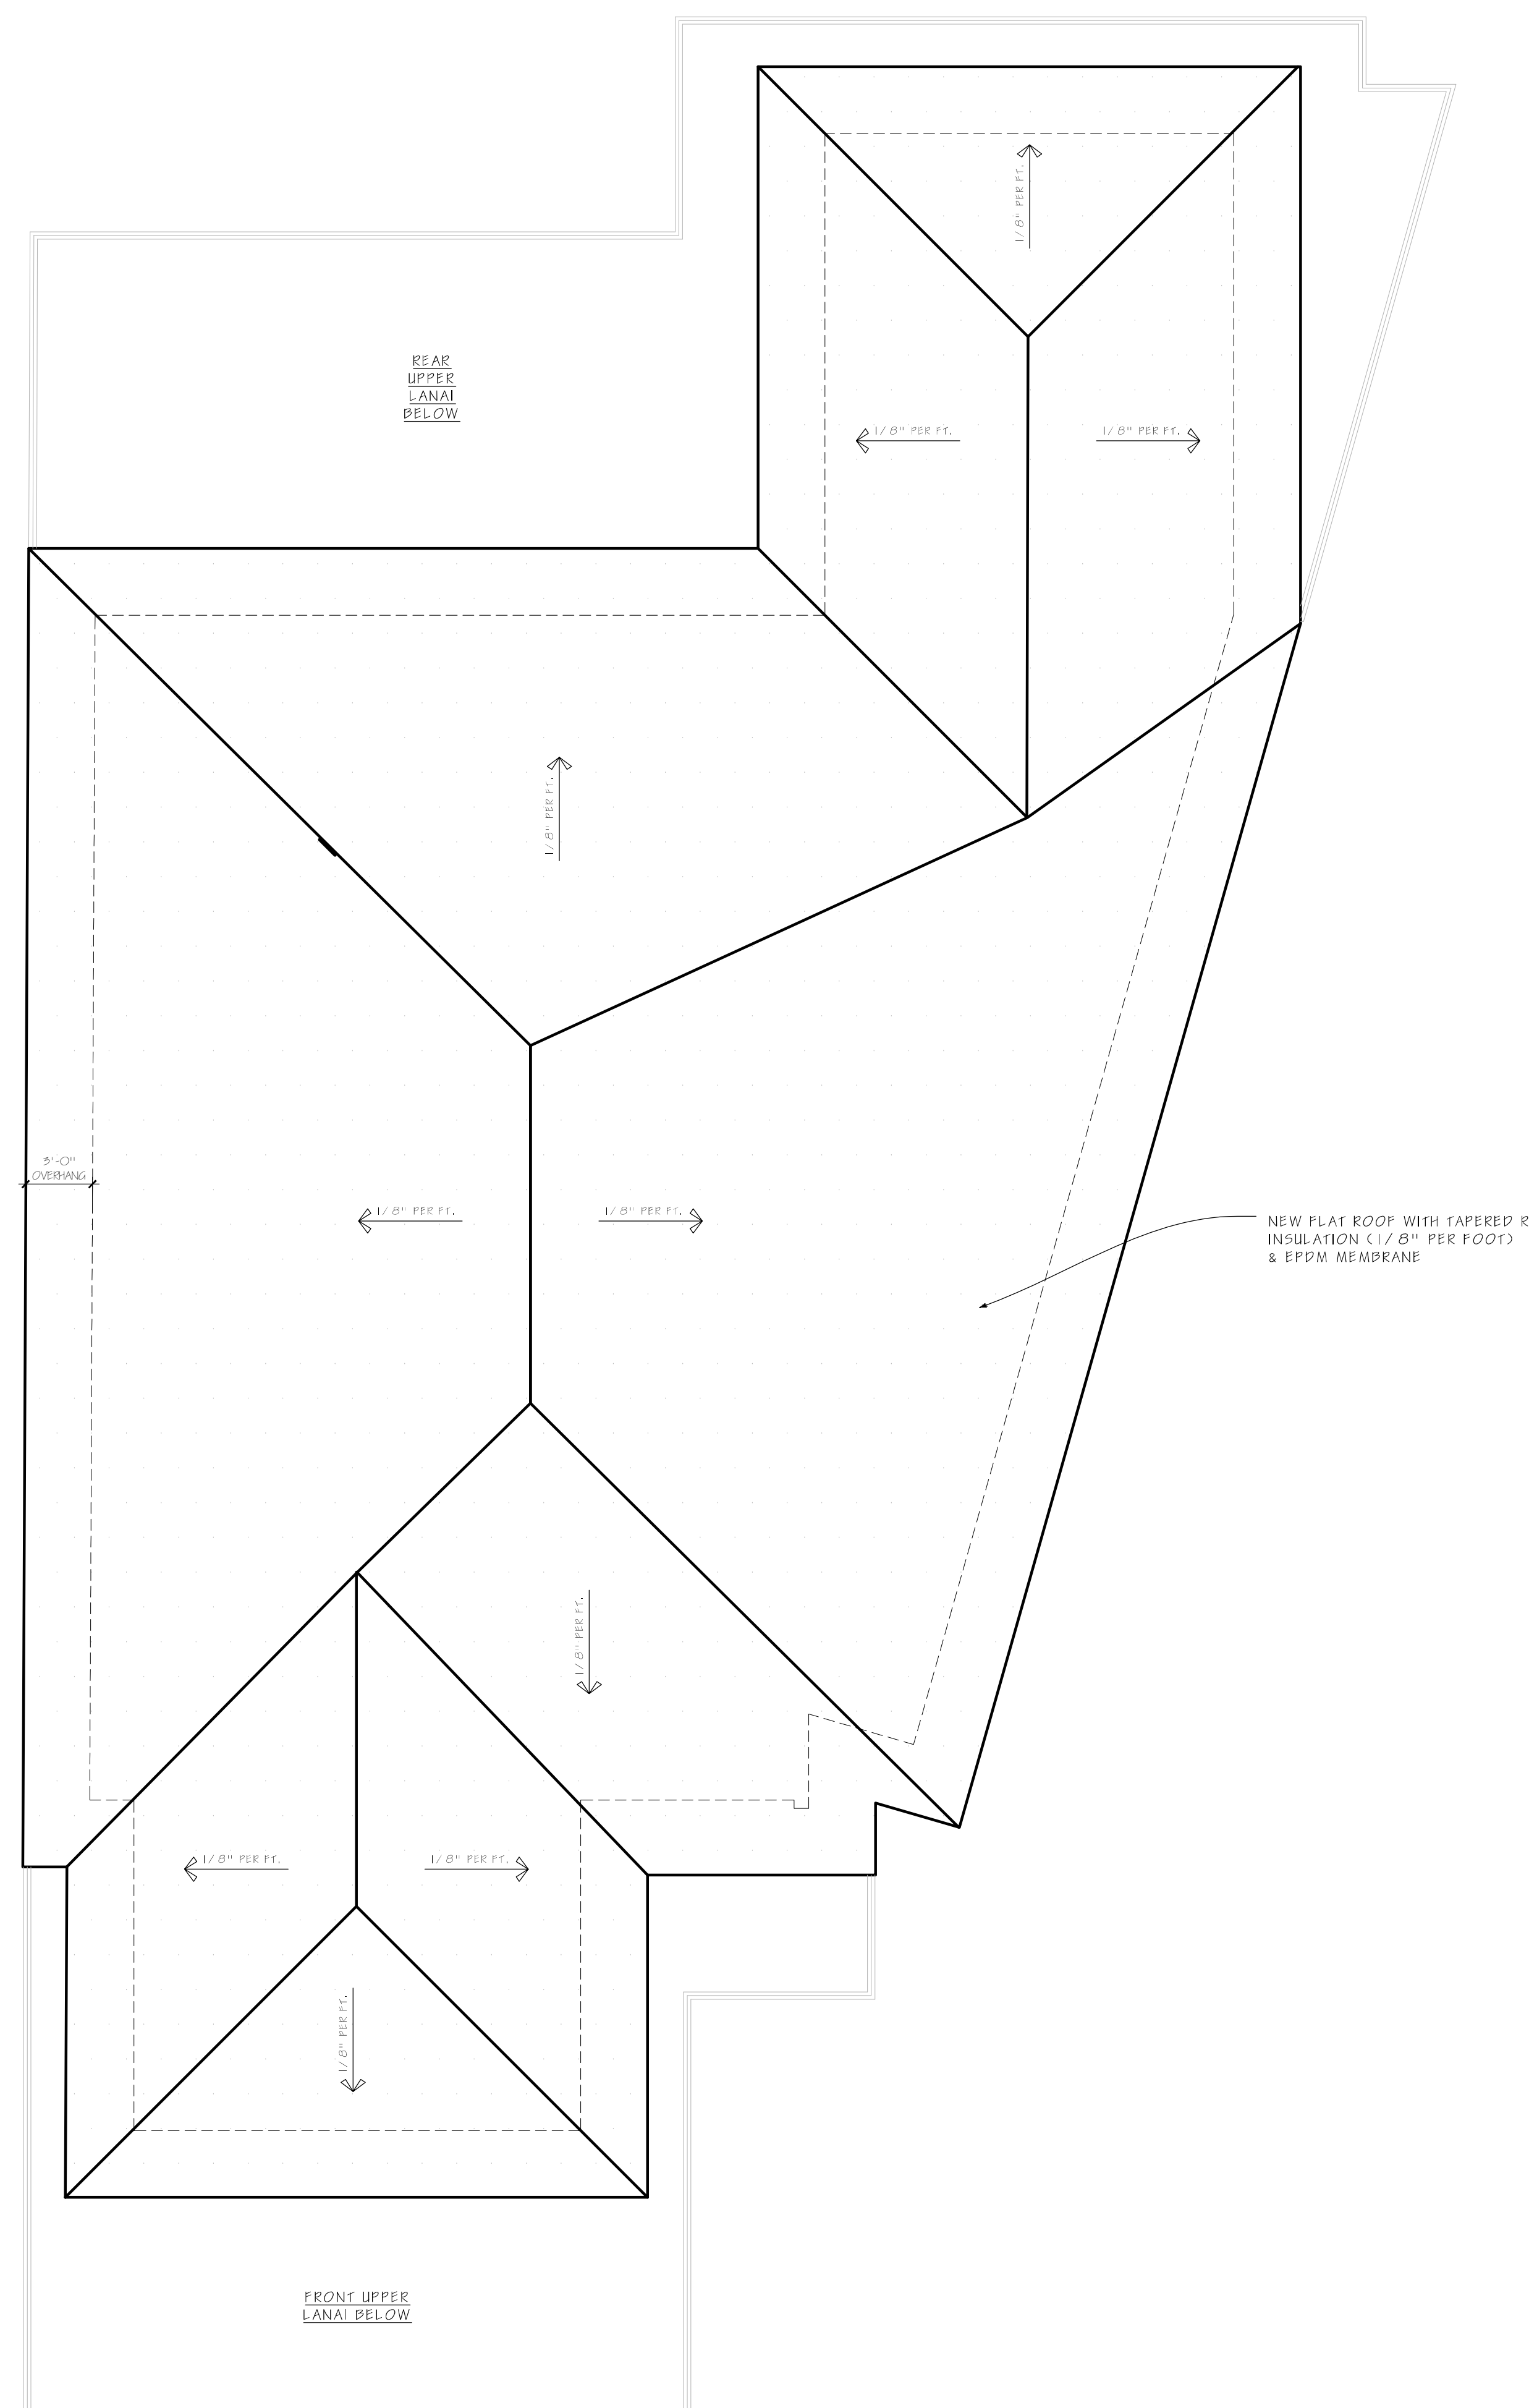 1/8" PER FT.
REAR
UPPER
LANAI
BELOW
1/8" PER FT.
1/8" PER FT.
1/8" PER FT.
3'-0"
OVERHANG
1/8" PER FT.
1/8" PER FT.
NEW FLAT ROOF WITH TAPERED R
INSULATION (1/8" PER FOOT)
& EPDM MEMBRANE
1/8" PER FT.
1/8" PER FT.
1/8" PER FT.
1/8" PER FT.
FRONT UPPER
LANAI BELOW